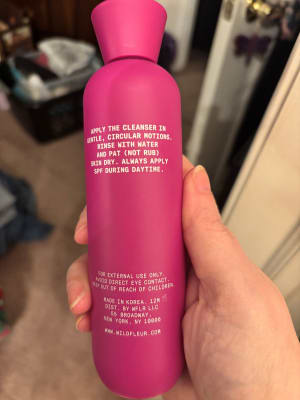 APPLY THE CLEANSER IN
GENTLE, CIRCULAR MOTIONS.
RINSE WITH WATER
AND PAT (NOT RUB)
SKIN DRY. ALWAYS APPLY
SPF DURING DAYTIME.
FOR EXTERNAL USE ONLY.
AVOID DIRECT EYE CONTACT.
KEEP OUT OF REACH OF CHILDREN.
MADE IN KOREA. 12M
DIST. BY WFLR LLC
55 BROADWAY,
NEW YORK, NY 10006
WWW.WILDFLEUR.COM